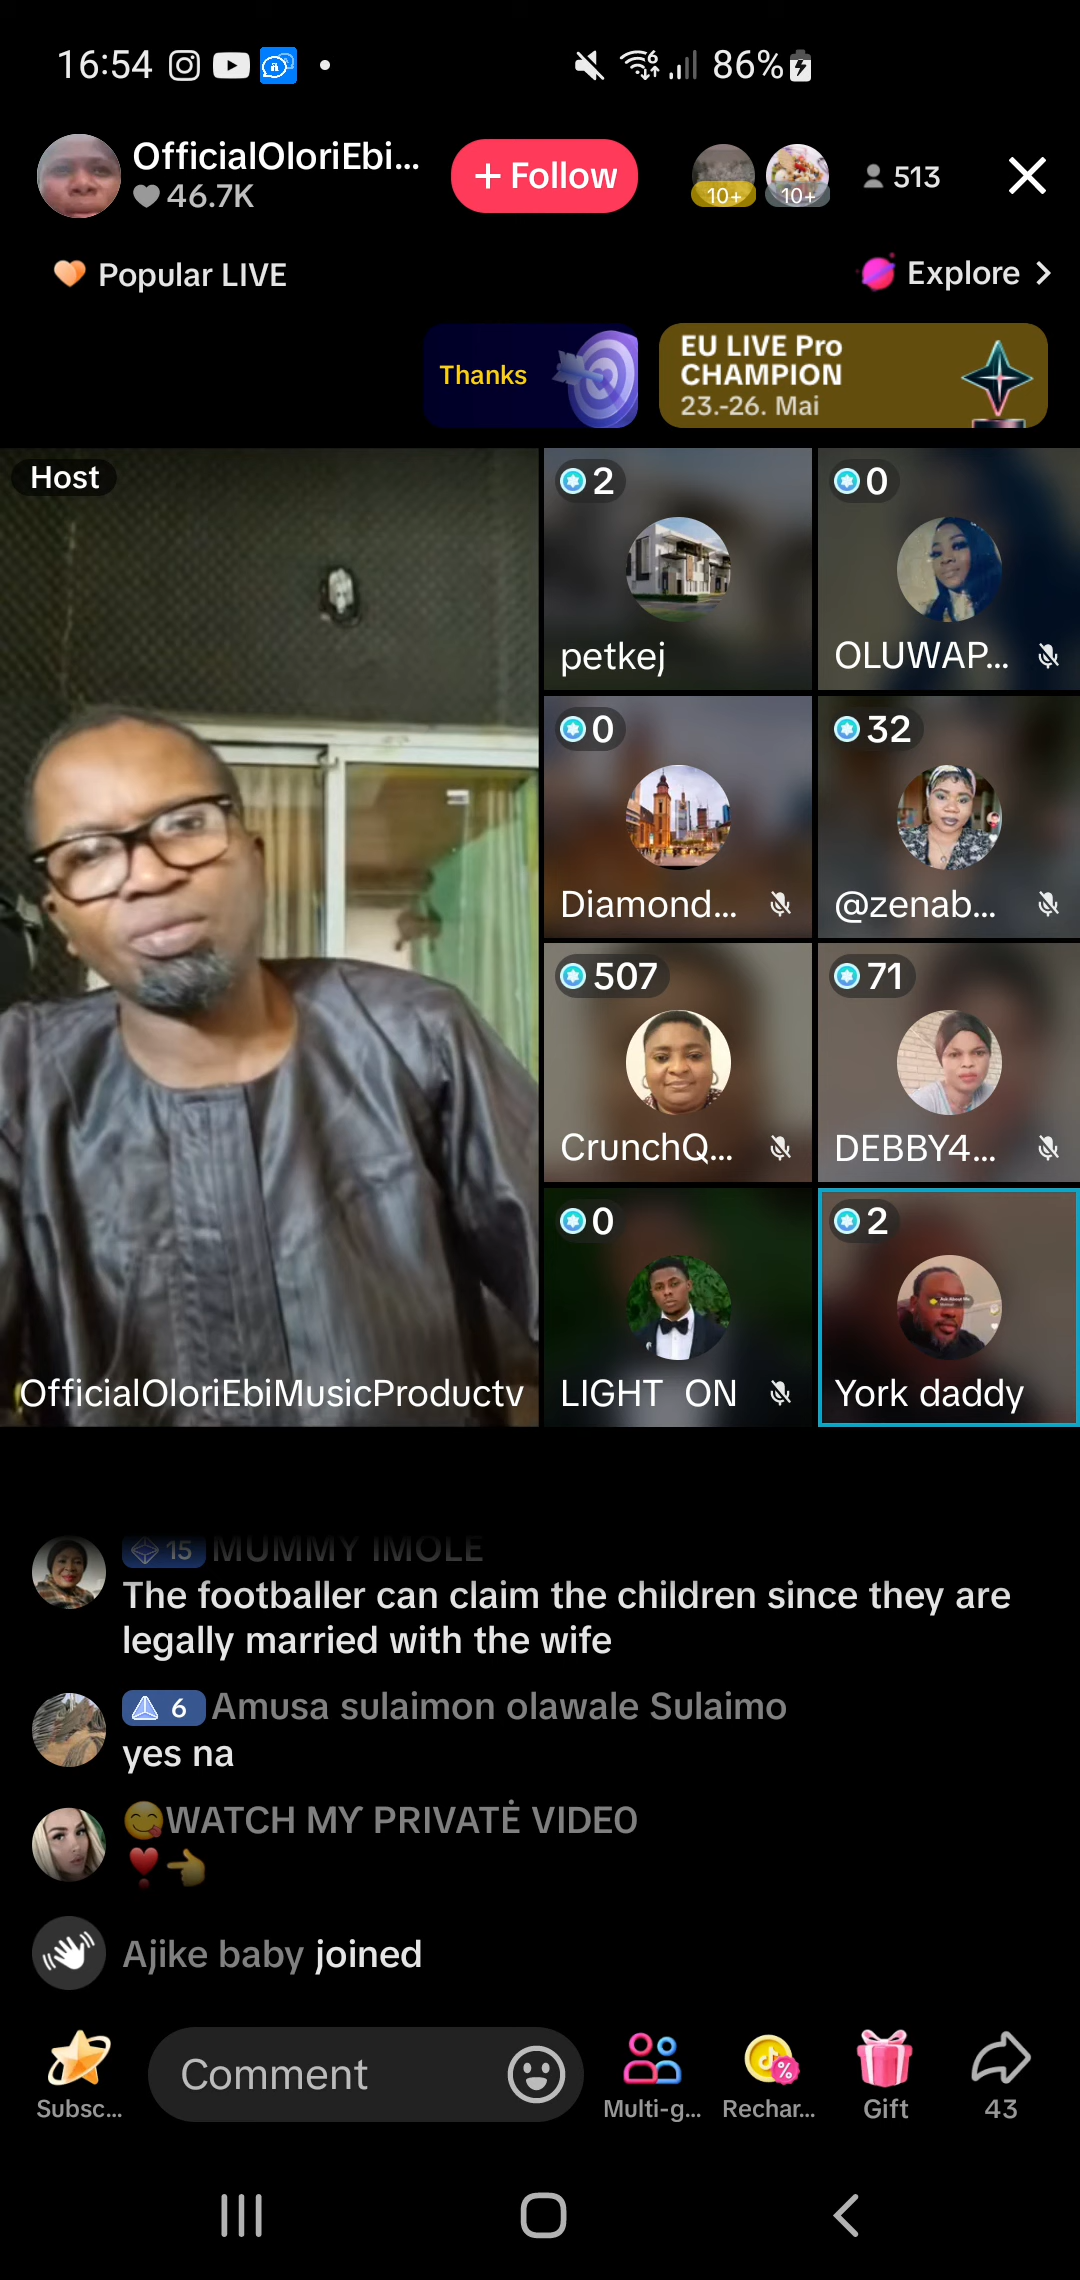 16:54
86%
OfficialOloriEbi...
46.7K
+ Follow
10+
10+
513
Popular LIVE
Explore
Thanks
EU LIVE Pro
CHAMPION
23.-26. Mai
Host
2
petkej
0
OLUWAP...
0
Diamond...
32
@zenab...
507
CrunchQ...
71
DEBBY4...
0
LIGHT ON
2
York daddy
OfficialOloriEbiMusicProductv
15 MUMMY IMOLE
The footballer can claim the children since they are
legally married with the wife
6 Amusa sulaimon olawale Sulaimo
yes na
😋WATCH MY PRIVATĖ VIDEO
❣️👈
Ajike baby joined
Subsc...
Comment
Multi-g...
Rechar...
Gift
43